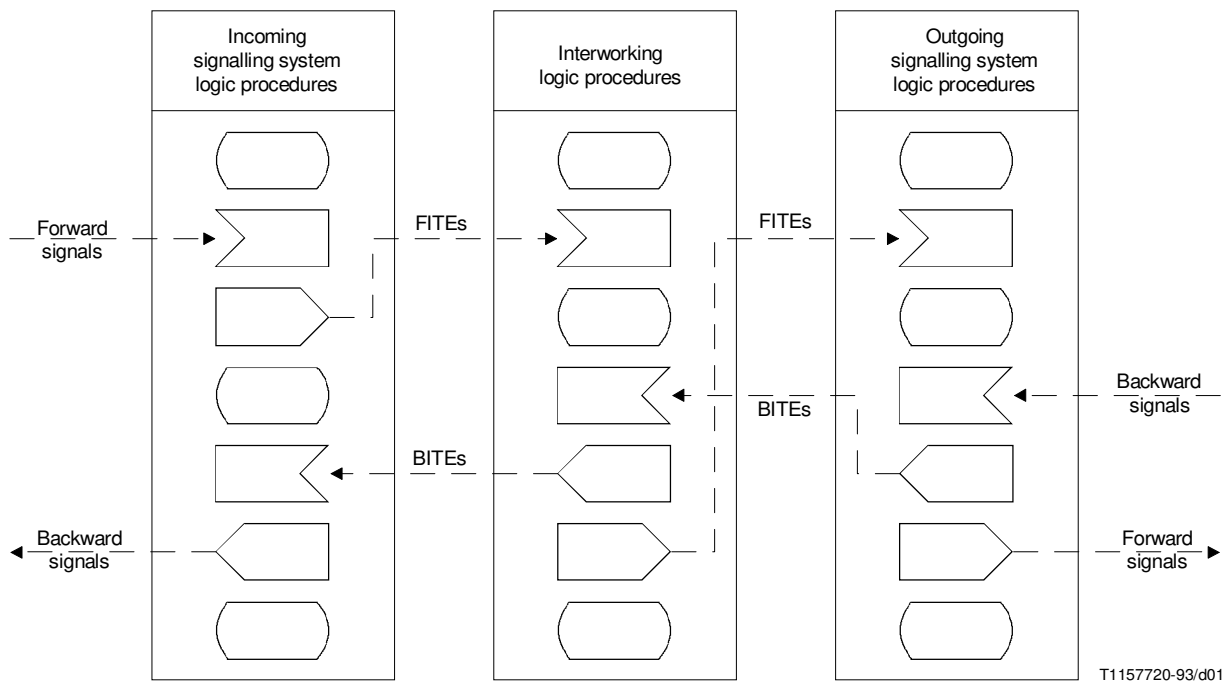 Incoming
signalling system
logic procedures
Interworking
logic procedures
Outgoing
signalling system
logic procedures
Forward
signals
FITEs
FITEs
BITEs
Backward
signals
BITEs
Backward
signals
Forward
signals
T1157720-93/d01